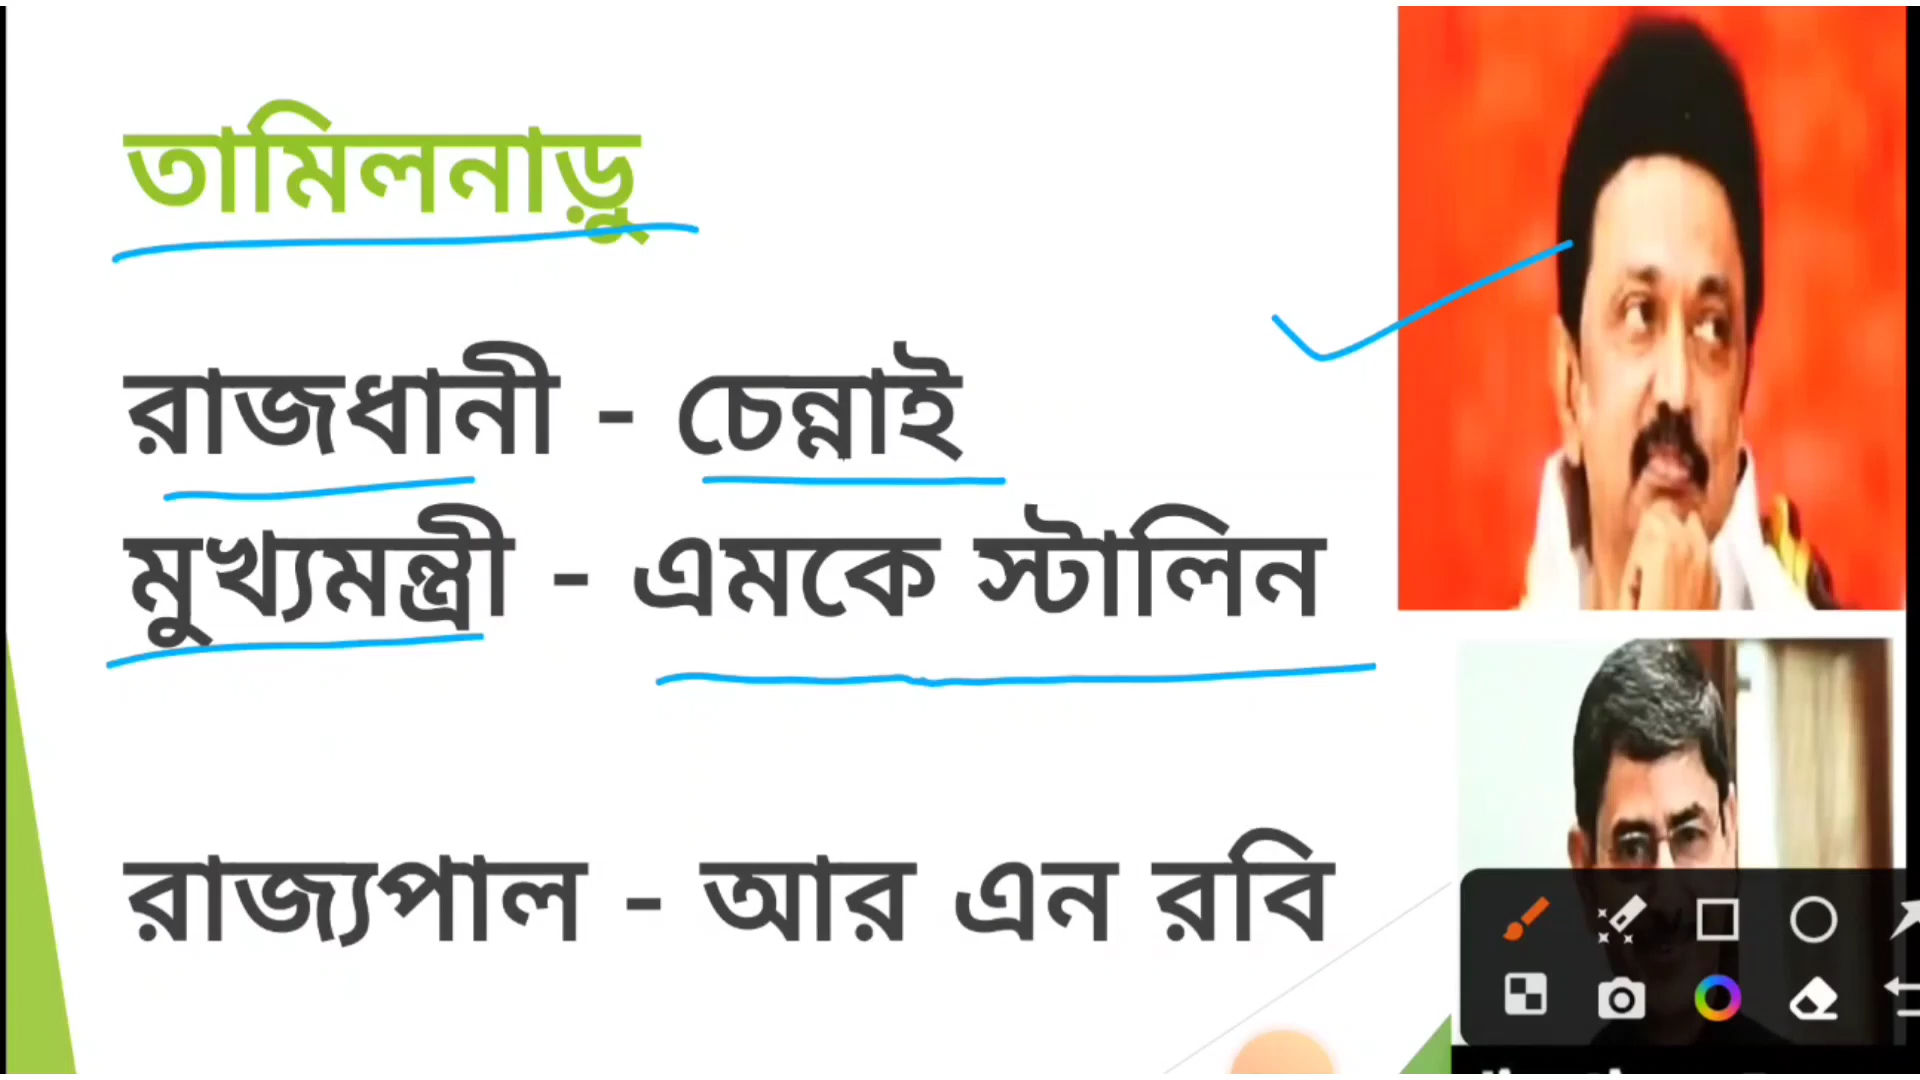 তামিলনাড়ু
রাজধানী - চেন্নাই
মুখ্যমন্ত্রী - এমকে স্টালিন
রাজ্যপাল - আর এন রবি